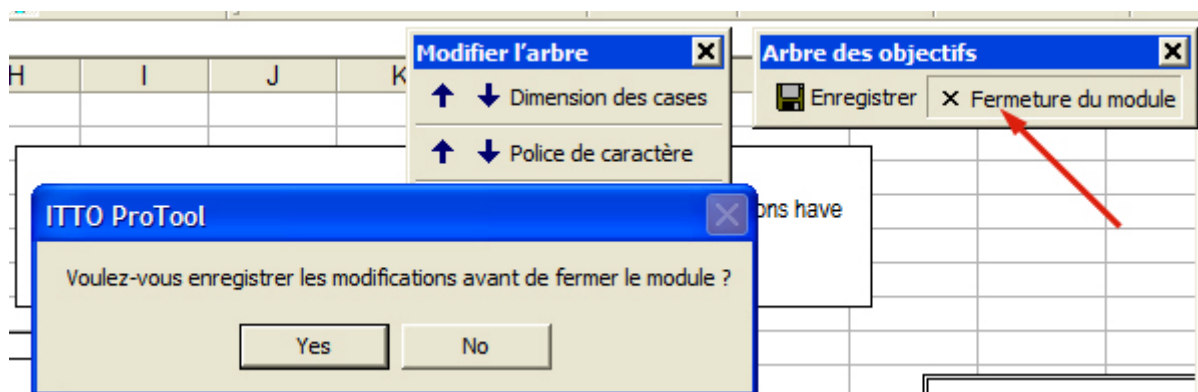 Modifier l'arbre
Arbre des objectifs
H I J K
Dimension des cases
Enregistrer Fermeture du module
Police de caractère
ons have
ITTO ProTool
Voulez-vous enregistrer les modifications avant de fermer le module ?
Yes No